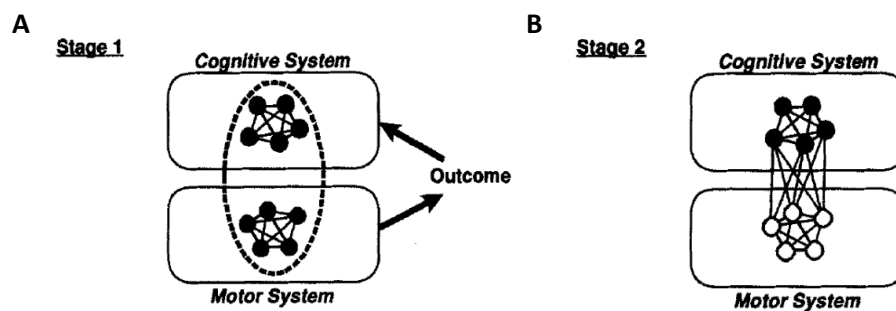 A
Stage 1
Cognitive System
Outcome
Motor System
B
Stage 2
Cognitive System
Motor System